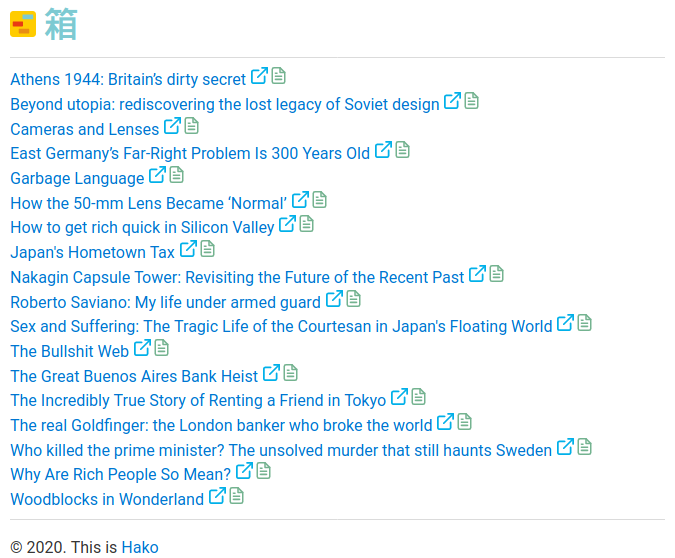 箱
Athens 1944: Britain's dirty secret
Beyond utopia: rediscovering the lost legacy of Soviet design
Cameras and Lenses
East Germany's Far-Right Problem Is 300 Years Old
Garbage Language
How the 50-mm Lens Became ‘Normal’
How to get rich quick in Silicon Valley
Japan's Hometown Tax
Nakagin Capsule Tower: Revisiting the Future of the Recent Past
Roberto Saviano: My life under armed guard
Sex and Suffering: The Tragic Life of the Courtesan in Japan's Floating World
The Bullshit Web
The Great Buenos Aires Bank Heist
The Incredibly True Story of Renting a Friend in Tokyo
The real Goldfinger: the London banker who broke the world
Who killed the prime minister? The unsolved murder that still haunts Sweden
Why Are Rich People So Mean?
Woodblocks in Wonderland
© 2020. This is Hako